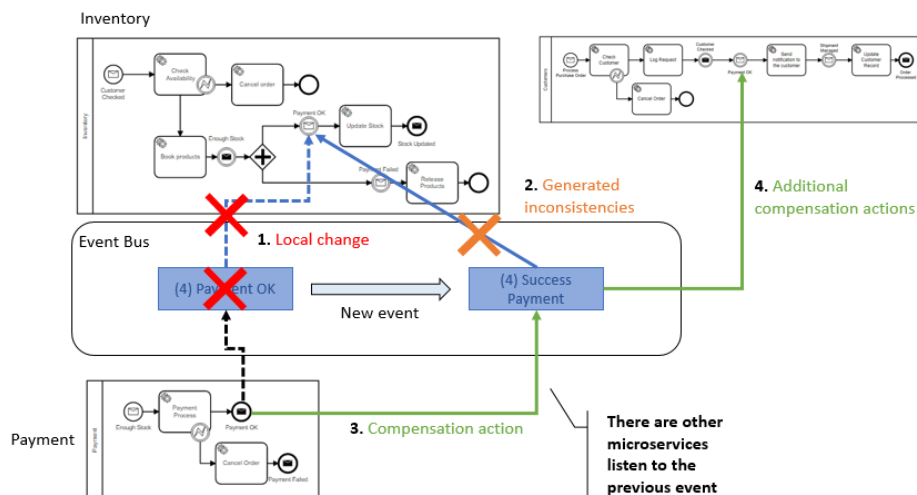 Inventory
Inventory
Customer
Checked
Check
Availability
Cancel order
Book products
Enough Stock
Payment OK
Update Stock
Stock Updated
Payment Failed
Release
Products
Customers
Process
Purchase Order
Check
Customer
Log Request
Customer
Checked
Payment OK
Send
notification to
the customer
Shipment
Managed
Update
Customer
Record
Order
Processed
Cancel Order
2. Generated
inconsistencies
4. Additional
compensation actions
Event Bus
1. Local change
(4) Payment OK
New event
(4) Success
Payment
Payment
Payment
Enough Stock
Payment
Process
Payment OK
Cancel Order
Payment Failed
3. Compensation action
There are other
microservices
listen to the
previous event